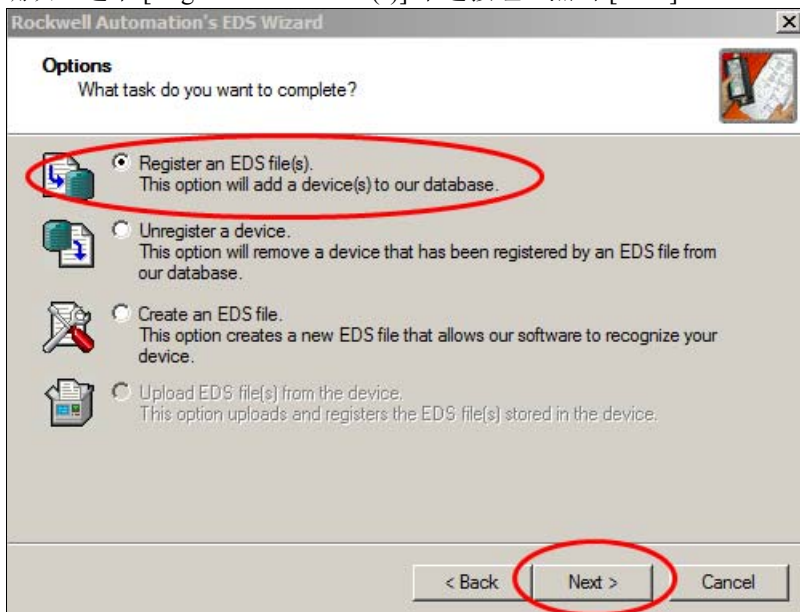 Rockwell Automation's EDS Wizard
Options
What task do you want to complete?
Register an EDS file(s).
This option will add a device(s) to our database.
Unregister a device.
This option will remove a device that has been registered by an EDS file from
our database.
Create an EDS file.
This option creates a new EDS file that allows our software to recognize your
device.
Upload EDS file(s) from the device.
This option uploads and registers the EDS file(s) stored in the device.
< Back Next > Cancel